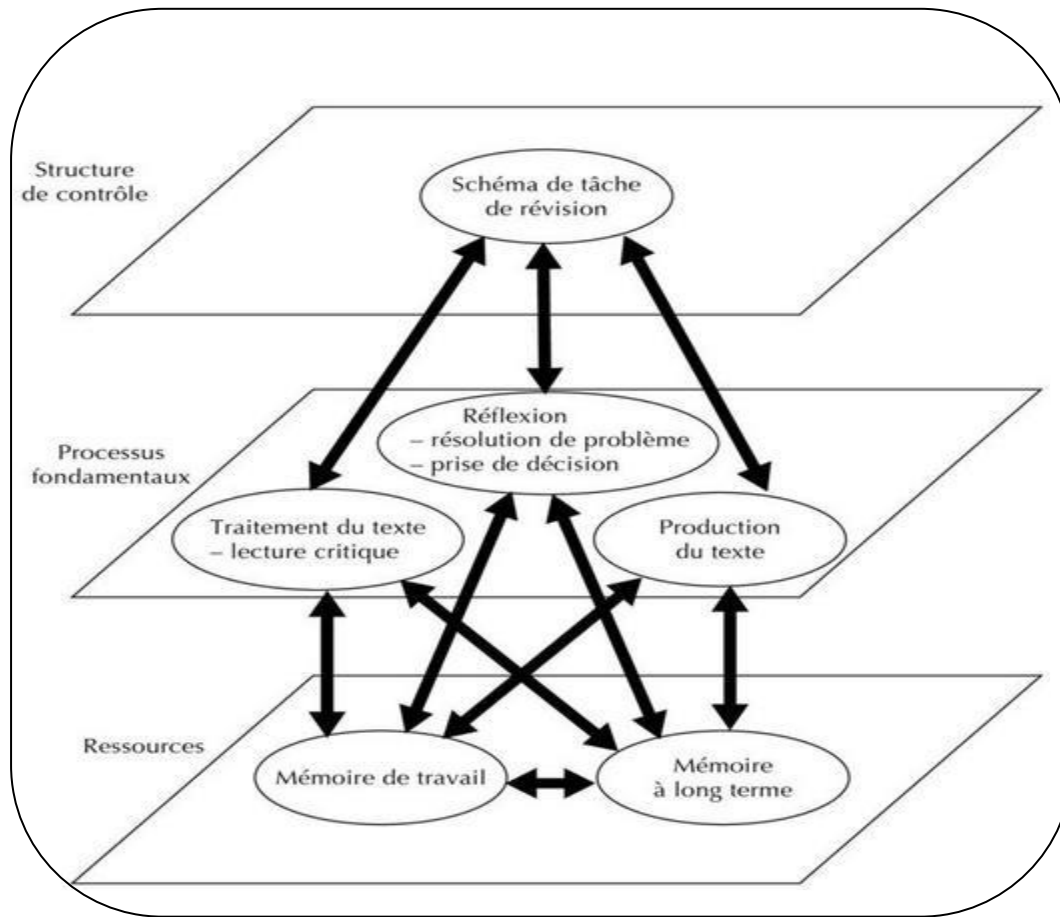 Structure
de contrôle
Schéma de tâche
de révision
Processus
fondamentaux
Réflexion
– résolution de problème
– prise de décision
Traitement du texte
– lecture critique
Production
du texte
Ressources
Mémoire de travail
Mémoire
à long terme